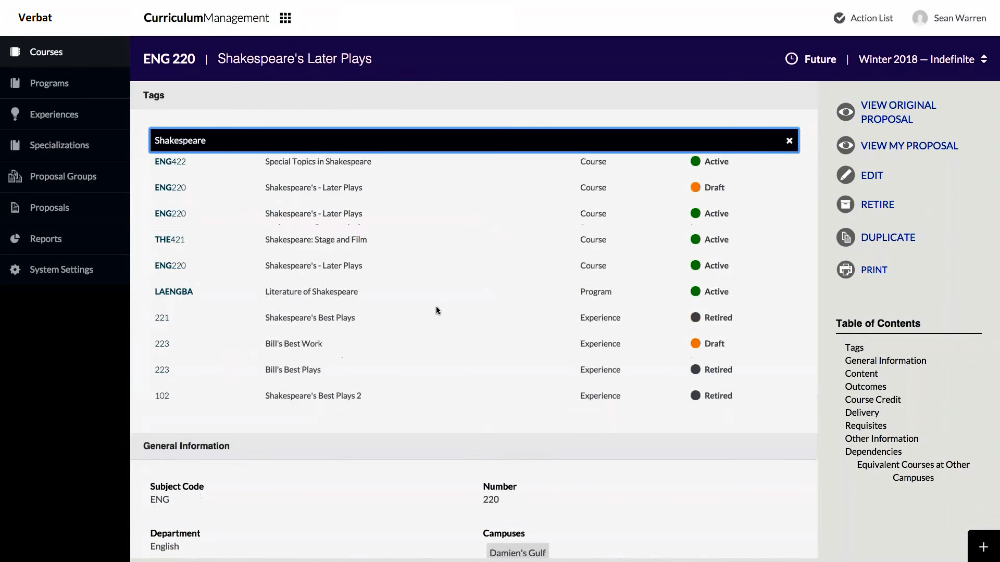 Verbat
CurriculumManagement
Action List
Sean Warren
Courses
Programs
Experiences
Specializations
Proposal Groups
Proposals
Reports
System Settings
ENG 220 | Shakespeare's Later Plays
Future | Winter 2018 — Indefinite
Tags
Shakespeare
ENG422 Special Topics in Shakespeare Course Active
ENG220 Shakespeare's - Later Plays Course Draft
ENG220 Shakespeare's - Later Plays Course Active
THE421 Shakespeare: Stage and Film Course Active
ENG220 Shakespeare's - Later Plays Course Active
LAENGBA Literature of Shakespeare Program Active
221 Shakespeare's Best Plays Experience Retired
223 Bill's Best Work Experience Draft
223 Bill's Best Plays Experience Retired
102 Shakespeare's Best Plays 2 Experience Retired
General Information
Subject Code
ENG
Number
220
Department
English
Campuses
Damien's Gulf
VIEW ORIGINAL
PROPOSAL
VIEW MY PROPOSAL
EDIT
RETIRE
DUPLICATE
PRINT
Table of Contents
Tags
General Information
Content
Outcomes
Course Credit
Delivery
Requisites
Other Information
Dependencies
Equivalent Courses at Other
Campuses